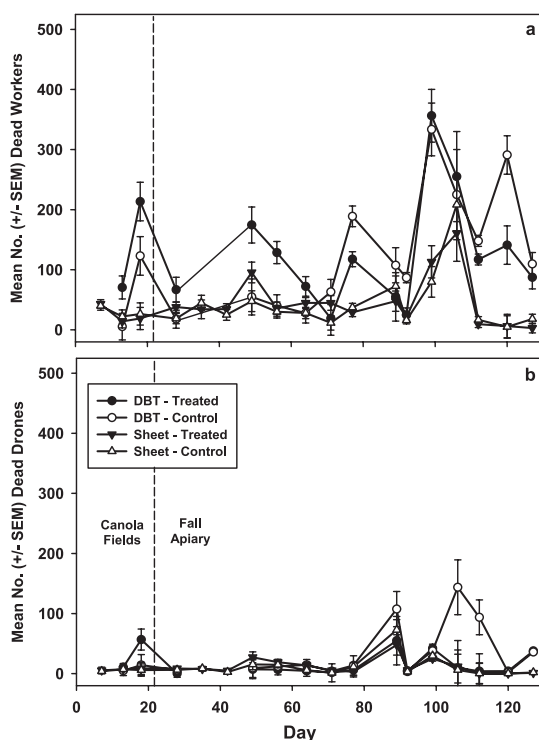 500
a
400
300
200
100
0
Mean No. (+/- SEM) Dead Workers
500
b
400
300
200
100
0
Mean No. (+/- SEM) Dead Drones
DBT - Treated
DBT - Control
Sheet - Treated
Sheet - Control
Canola
Fields
Fall
Apiary
0 20 40 60 80 100 120
Day